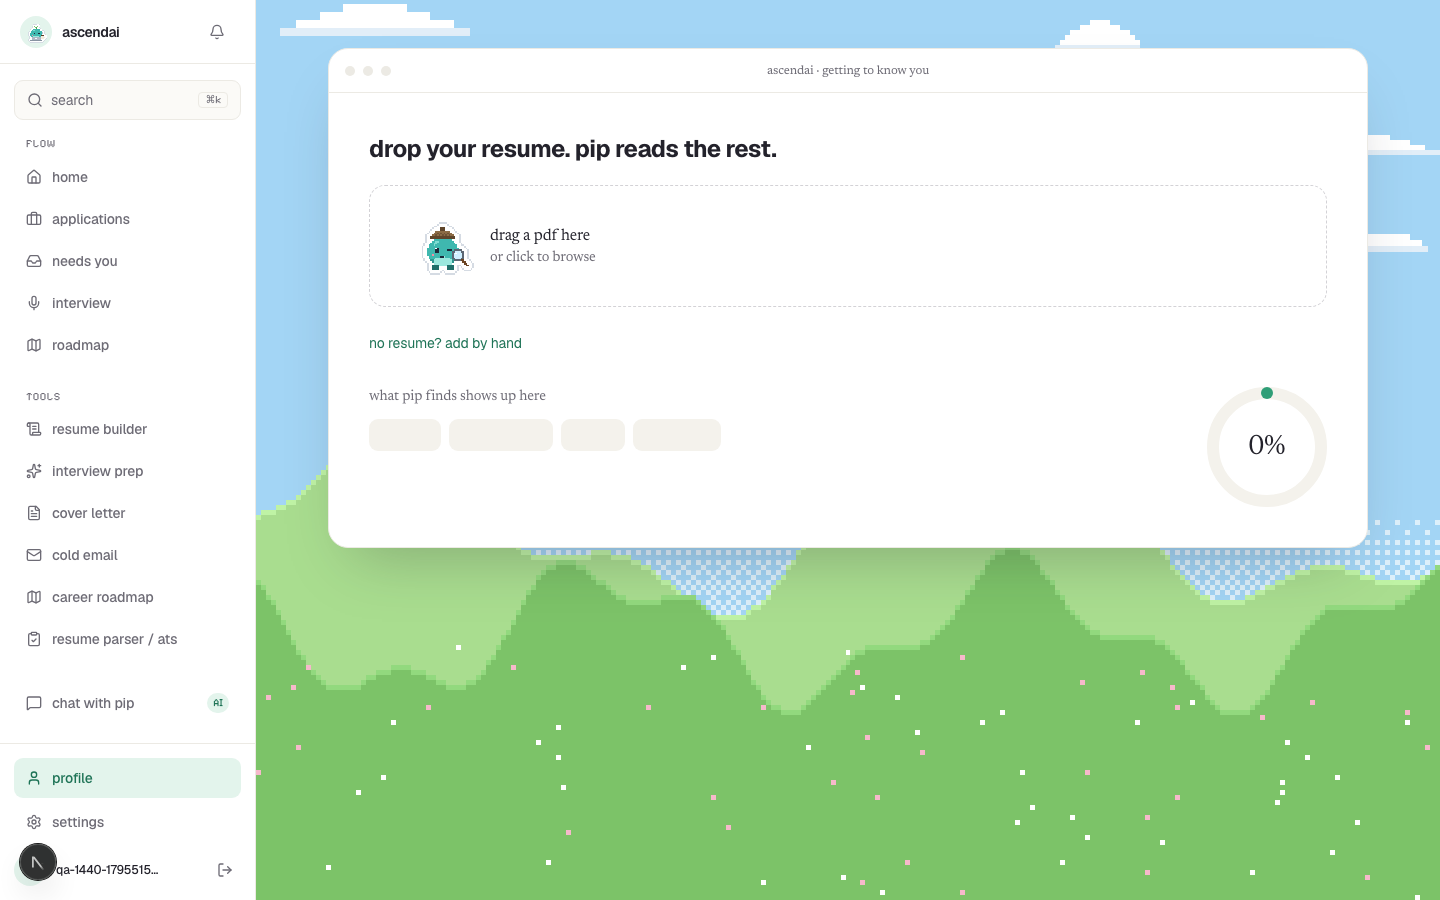 ascendai
search
⌘k
FLOW
home
applications
needs you
interview
roadmap
TOOLS
resume builder
interview prep
cover letter
cold email
career roadmap
resume parser / ats
chat with pip
AI
profile
settings
qa-1440-1795515...
ascendai · getting to know you
drop your resume. pip reads the rest.
drag a pdf here
or click to browse
no resume? add by hand
what pip finds shows up here
0%